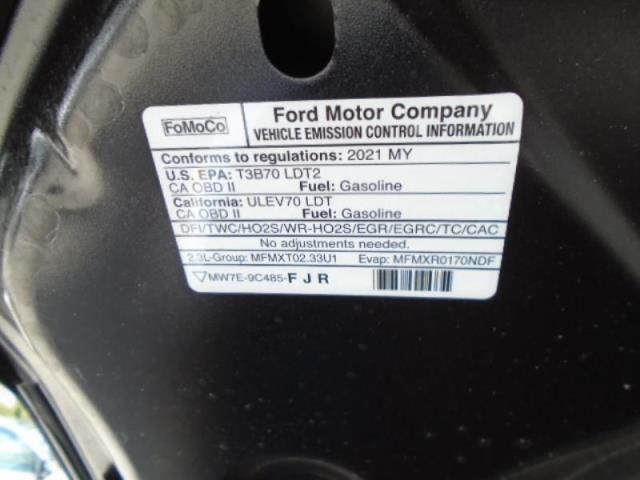 FoMoCo
Ford Motor Company
VEHICLE EMISSION CONTROL INFORMATION
Conforms to regulations: 2021 MY
U.S. EPA: T3B70 LDT2
CA OBD II Fuel: Gasoline
California: ULEV70 LDT
CA OBD II Fuel: Gasoline
DFI/TWC/HO2S/WR-HO2S/EGR/EGRC/TC/CAC
No adjustments needed.
2.3L-Group: MFMXT02.33U1 Evap: MFMXR0170NDF
MW7E-9C485-F J R